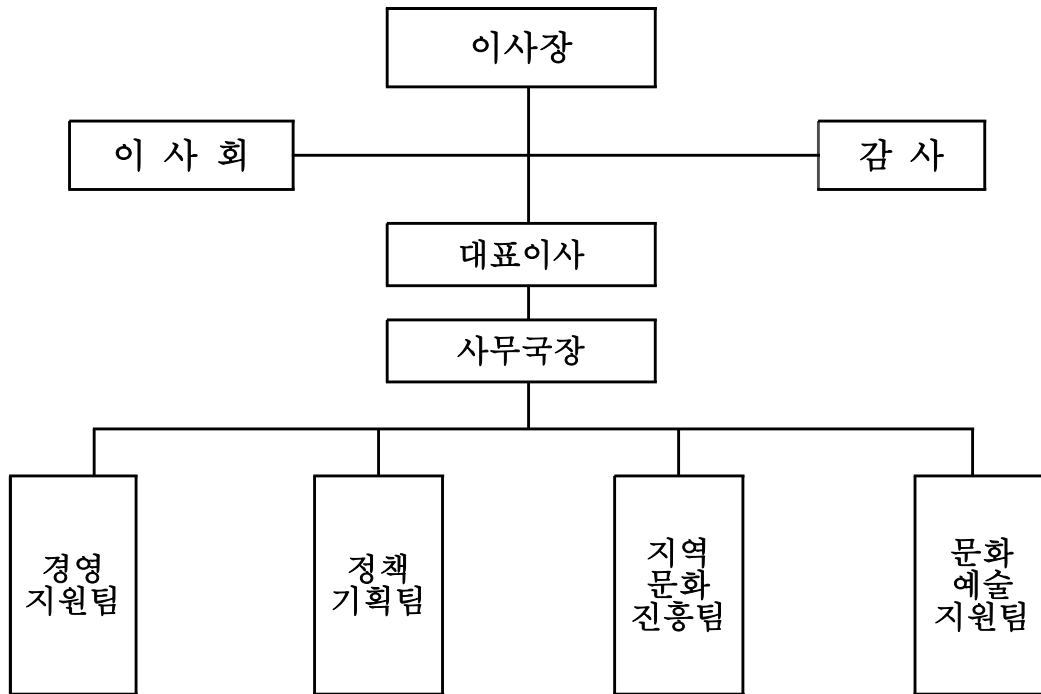 이사장
이 사 회
감 사
대표이사
사무국장
경영
지원팀
정책
기획팀
지역
문화
진흥팀
문화
예술
지원팀